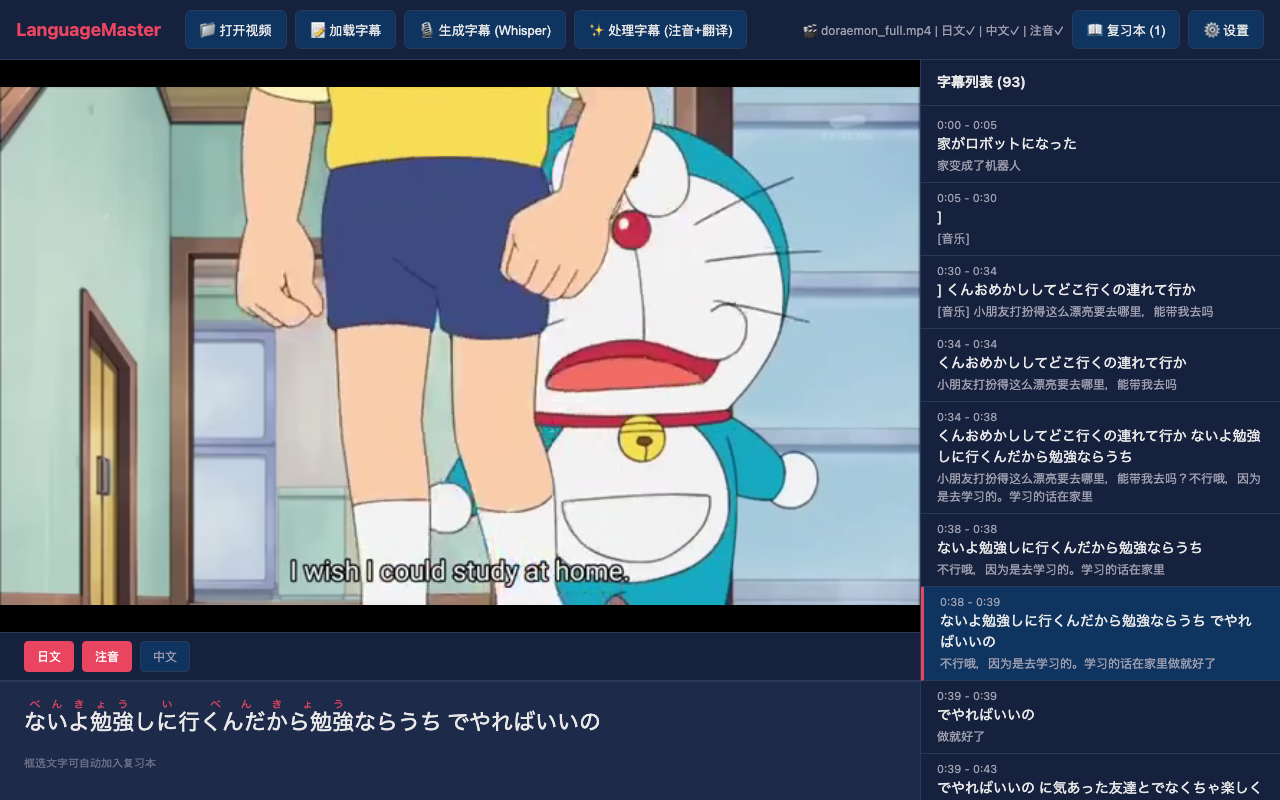 LanguageMaster
📁 打开视频
📝 加载字幕
🎙️ 生成字幕 (Whisper)
✨ 处理字幕 (注音+翻译)
🎬 doraemon_full.mp4 | 日文✓ | 中文✓ | 注音✓
📖 复习本 (1)
⚙️ 设置
I wish I could study at home.
日文
注音
中文
べんきょう い べんきょう
ないよ勉強しに行くんだから勉強ならうち でやればいいの
框选文字可自动加入复习本
字幕列表 (93)
0:00 - 0:05
家がロボットになった
家变成了机器人
0:05 - 0:30
]
[音乐]
0:30 - 0:34
] くんおめかししてどこ行くの連れて行か
[音乐] 小朋友打扮得这么漂亮要去哪里，能带我去吗
0:34 - 0:34
くんおめかししてどこ行くの連れて行か
小朋友打扮得这么漂亮要去哪里，能带我去吗
0:34 - 0:38
くんおめかししてどこ行くの連れて行か ないよ勉強
しに行くんだから勉強ならうち
小朋友打扮得这么漂亮要去哪里，能带我去吗？不行哦，因为
是去学习的。学习的话在家里
0:38 - 0:38
ないよ勉強しに行くんだから勉強ならうち
不行哦，因为是去学习的。学习的话在家里
0:38 - 0:39
ないよ勉強しに行くんだから勉強ならうち でやれ
ばいいの
不行哦，因为是去学习的。学习的话在家里做就好了
0:39 - 0:39
でやればいいの
做就好了
0:39 - 0:43
でやればいいの に気あった友達とでなくちゃ楽しく